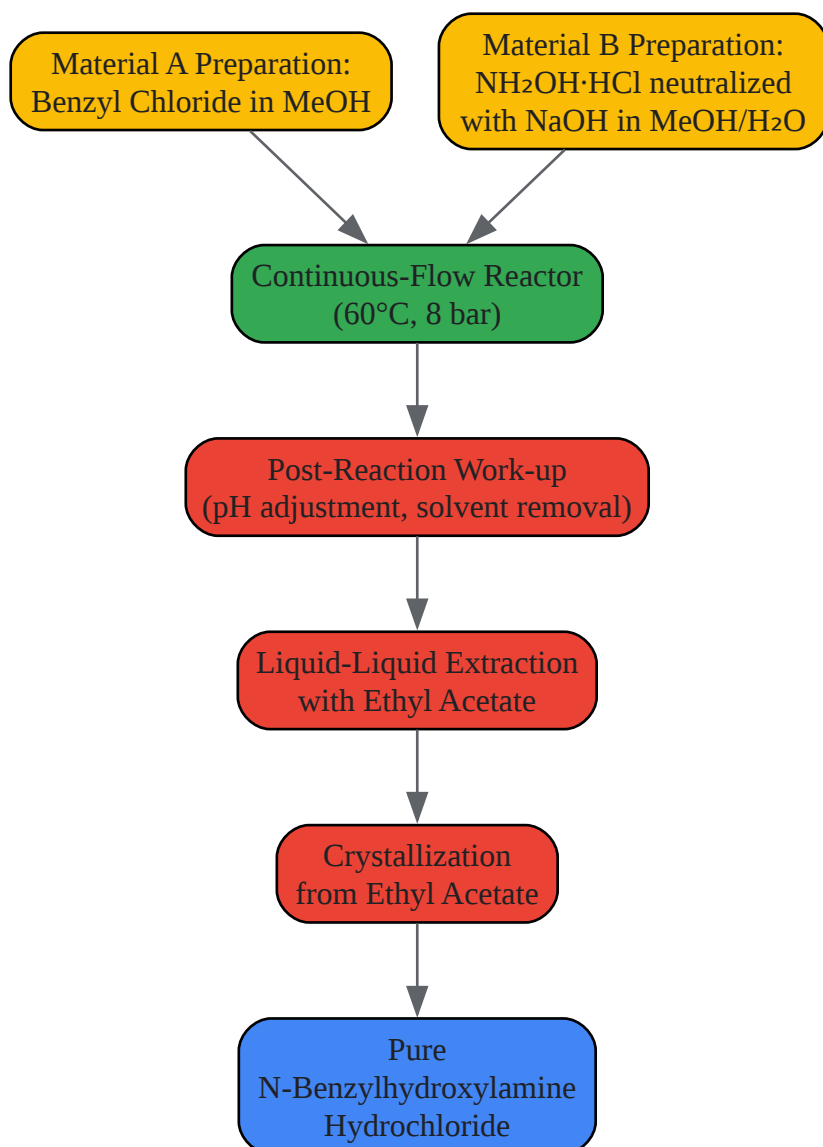 Material A Preparation:
Benzyl Chloride in MeOH
Material B Preparation:
NH₂OH·HCl neutralized
with NaOH in MeOH/H₂O
Continuous-Flow Reactor
(60°C, 8 bar)
Post-Reaction Work-up
(pH adjustment, solvent removal)
Liquid-Liquid Extraction
with Ethyl Acetate
Crystallization
from Ethyl Acetate
Pure
N-Benzylhydroxylamine
Hydrochloride